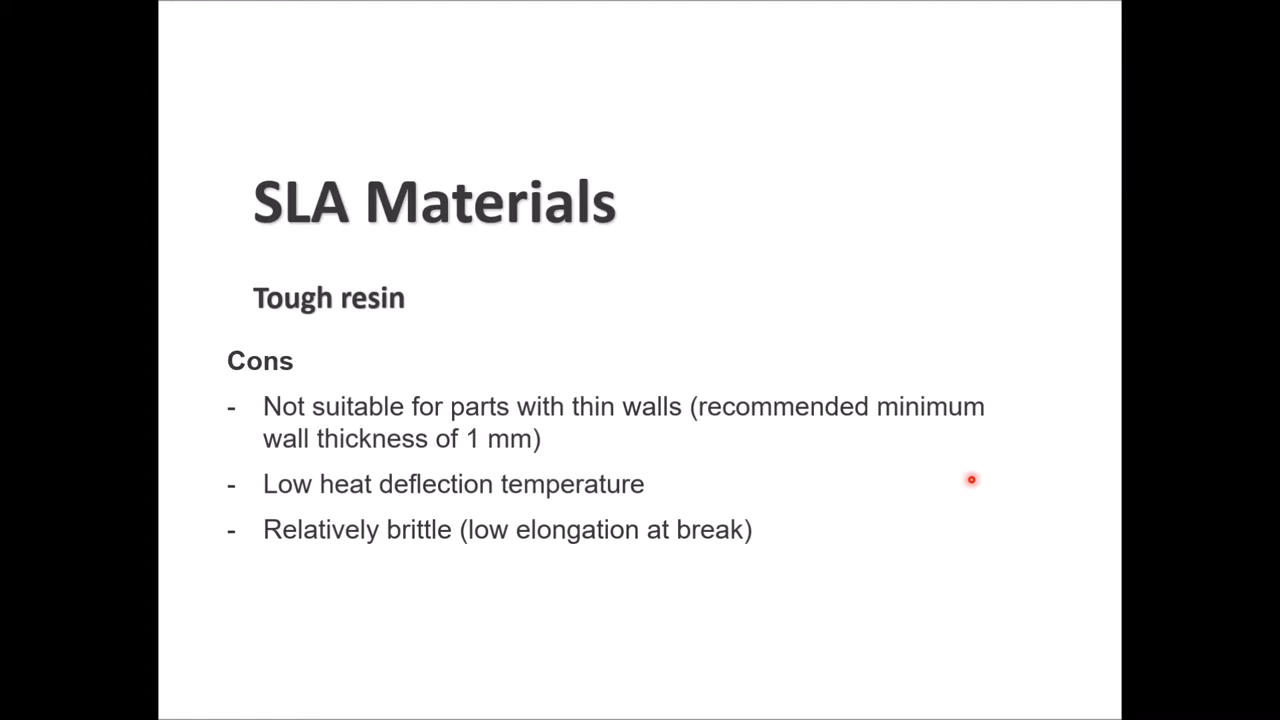 SLA Materials
Tough resin
Cons
- Not suitable for parts with thin walls (recommended minimum
wall thickness of 1 mm)
- Low heat deflection temperature
- Relatively brittle (low elongation at break)